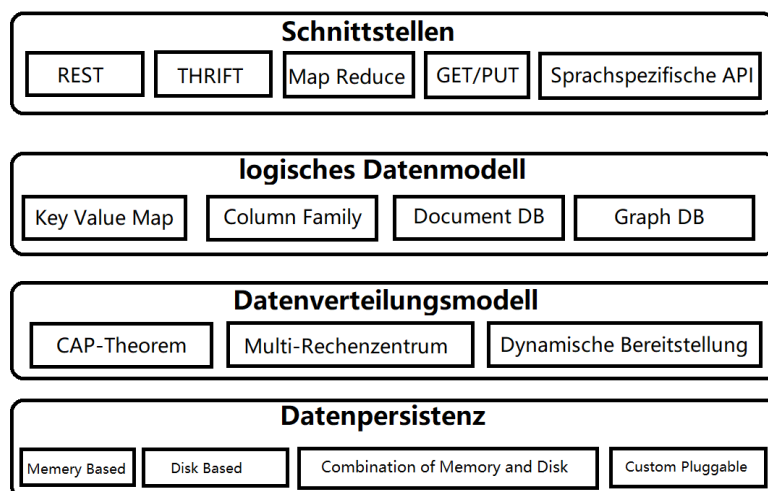 Schnittstellen
REST THRIFT Map Reduce GET/PUT Sprachspezifische API
logisches Datenmodell
Key Value Map Column Family Document DB Graph DB
Datenverteilungsmodell
CAP-Theorem Multi-Rechenzentrum Dynamische Bereitstellung
Datenpersistenz
Memery Based Disk Based Combination of Memory and Disk Custom Pluggable